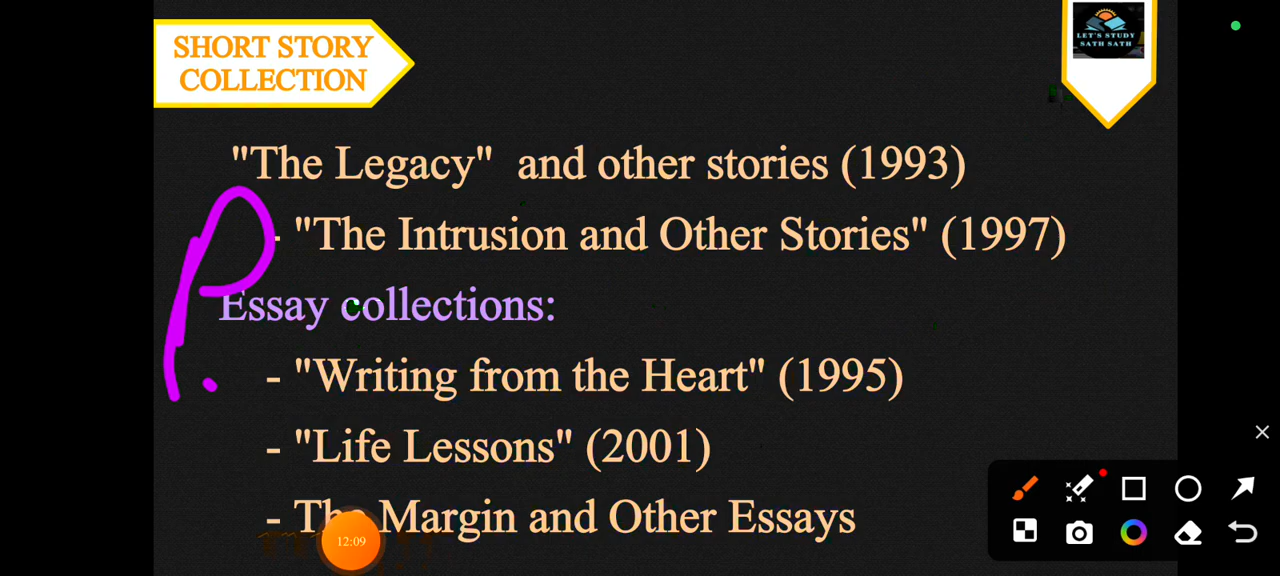 SHORT STORY
COLLECTION
LET'S STUDY
SATH SATH
"The Legacy" and other stories (1993)
- "The Intrusion and Other Stories" (1997)
P.
Essay collections:
- "Writing from the Heart" (1995)
- "Life Lessons" (2001)
- The Margin and Other Essays
12:09